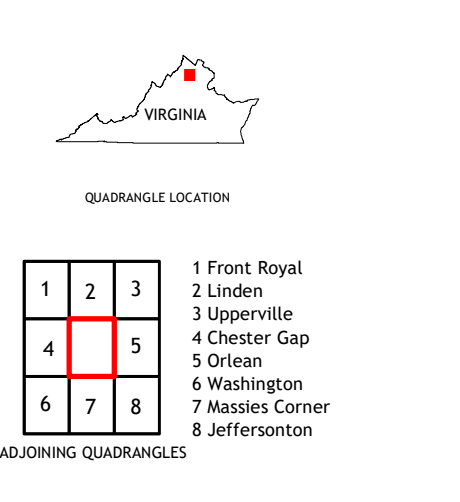 VIRGINIA
QUADRANGLE LOCATION
1 2 3
4 5
6 7 8
ADJOINING QUADRANGLES
1 Front Royal
2 Linden
3 Upperville
4 Chester Gap
5 Orlean
6 Washington
7 Massies Corner
8 Jeffersonton